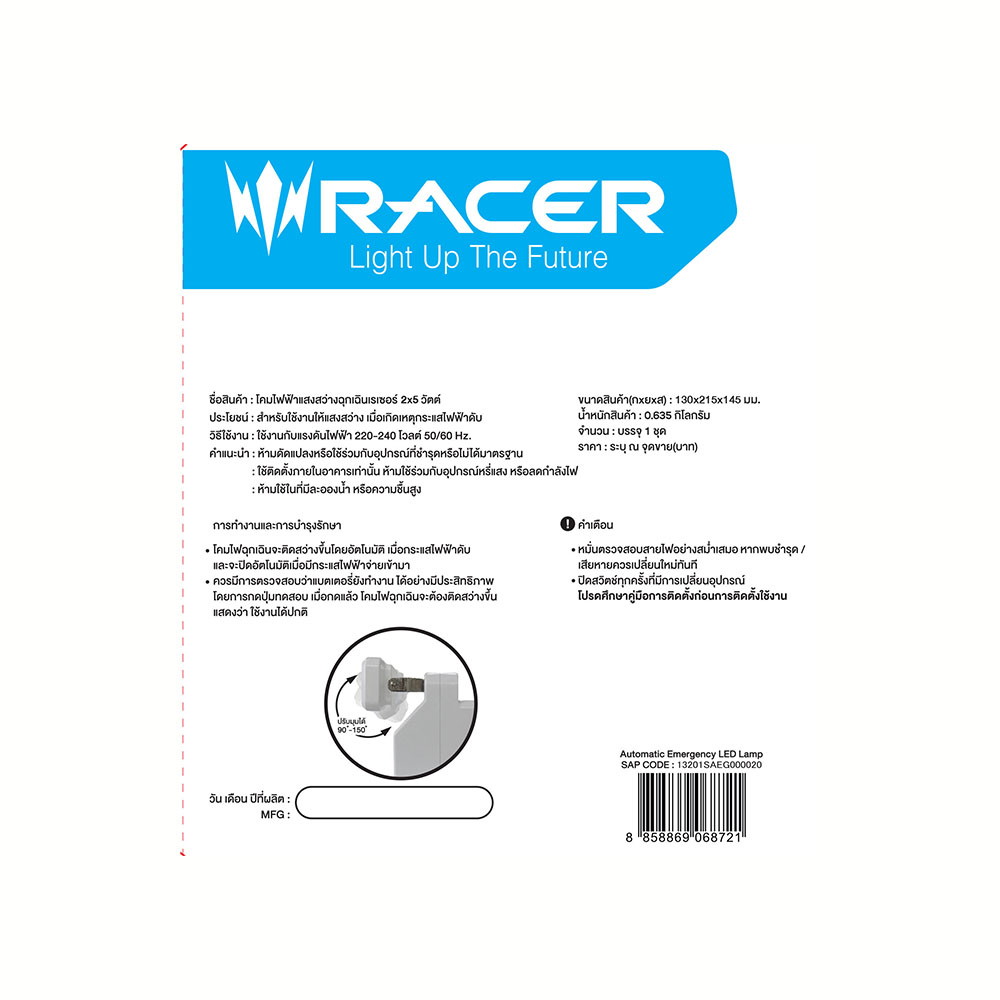 RACER
Light Up The Future
ชื่อสินค้า : โคมไฟฟ้าแสงสว่างฉุกเฉินเรเซอร์ 2x5 วัตต์
ประโยชน์ : สำหรับใช้งานให้แสงสว่าง เมื่อเกิดเหตุกระแสไฟฟ้าดับ
วิธีใช้งาน : ใช้งานกับแรงดันไฟฟ้า 220-240 โวลต์ 50/60 Hz.
คำแนะนำ : ห้ามดัดแปลงหรือใช้ร่วมกับอุปกรณ์ที่ชำรุดหรือไม่ได้มาตรฐาน
: ใช้ติดตั้งภายในอาคารเท่านั้น ห้ามใช้ร่วมกับอุปกรณ์หรี่แสง หรือลดกำลังไฟ
: ห้ามใช้ในที่มีละอองน้ำ หรือความชื้นสูง
ขนาดสินค้า(กxยxส) : 130x215x145 มม.
น้ำหนักสินค้า : 0.635 กิโลกรัม
จำนวน : บรรจุ 1 ชุด
ราคา : ระบุ ณ จุดขาย(บาท)
การทำงานและการบำรุงรักษา
• โคมไฟฉุกเฉินจะติดสว่างขึ้นโดยอัตโนมัติ เมื่อกระแสไฟฟ้าดับ
และจะปิดอัตโนมัติเมื่อมีกระแสไฟฟ้าจ่ายเข้ามา
• ควรมีการตรวจสอบว่าแบตเตอรี่ยังทำงาน ได้อย่างมีประสิทธิภาพ
โดยการกดปุ่มทดสอบ เมื่อกดแล้ว โคมไฟฉุกเฉินจะต้องติดสว่างขึ้น
แสดงว่า ใช้งานได้ปกติ
! คำเตือน
• หมั่นตรวจสอบสายไฟอย่างสม่ำเสมอ หากพบชำรุด /
เสียหายควรเปลี่ยนใหม่ทันที
• ปิดสวิตช์ทุกครั้งที่มีการเปลี่ยนอุปกรณ์
โปรดศึกษาคู่มือการติดตั้งก่อนการติดตั้งใช้งาน
ปรับมุมได้
90°-150°
วัน เดือน ปีที่ผลิต :
MFG :
Automatic Emergency LED Lamp
SAP CODE : 13201SAEG000020
8 858869 068721